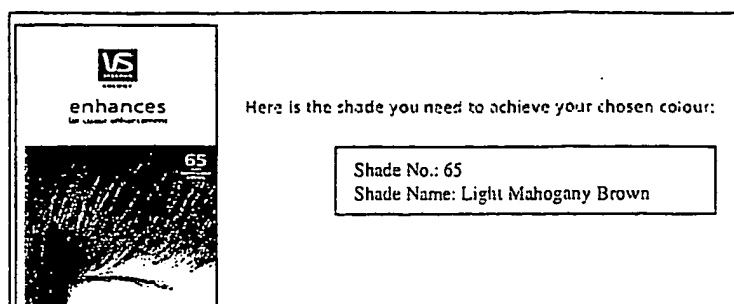 VS
enhances
65
Here is the shade you need to achieve your chosen colour:
Shade No.: 65
Shade Name: Light Mahogany Brown